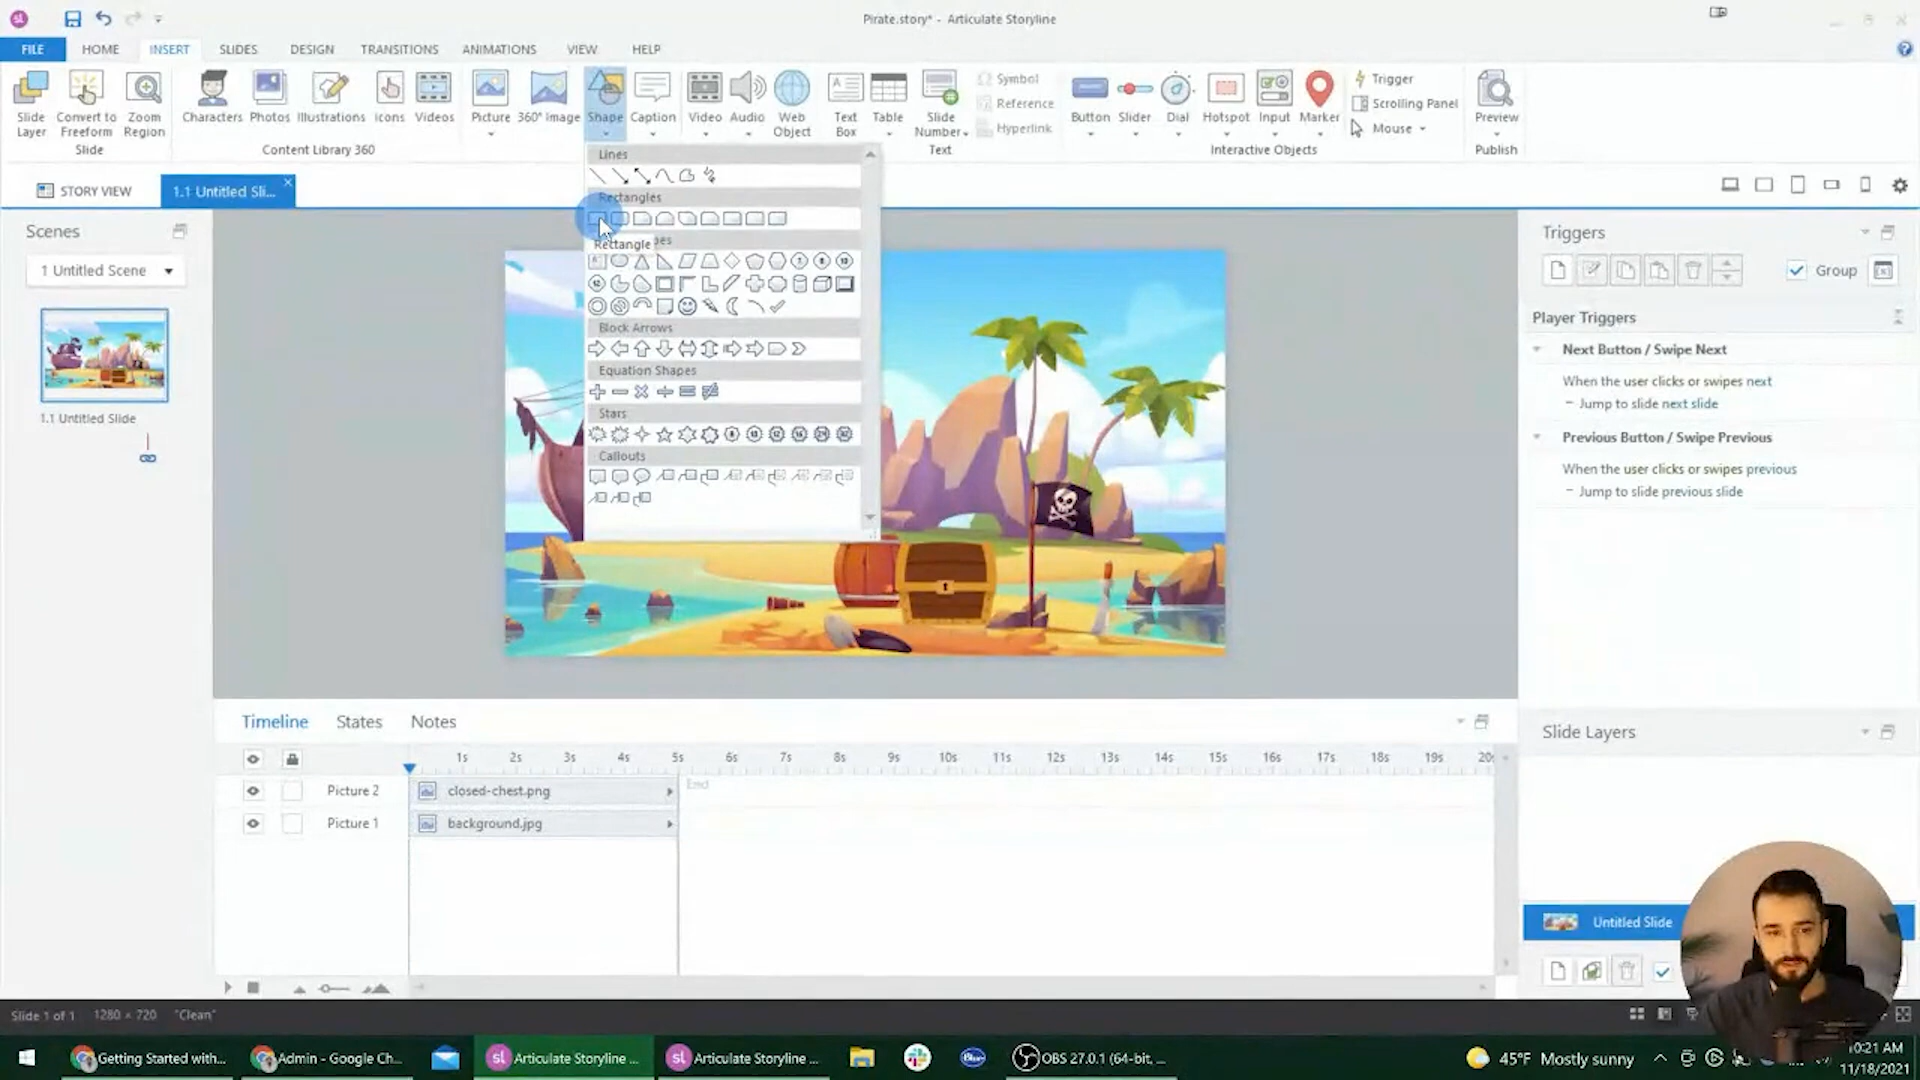 sl
Pirate.story* - Articulate Storyline
FILE HOME INSERT SLIDES DESIGN TRANSITIONS ANIMATIONS VIEW HELP
Slide Layer
Convert to Freeform
Zoom Region
Slide
Characters
Photos
Illustrations
Icons
Videos
Content Library 360
Picture
360° Image
Shape
Caption
Video
Audio
Web Object
Text Box
Table
Slide Number
Symbol
Reference
Hyperlink
Text
Button
Slider
Dial
Hotspot
Input
Marker
Trigger
Scrolling Panel
Mouse
Interactive Objects
Preview
Publish
STORY VIEW
1.1 Untitled Sli...
Lines
Rectangles
Rectangle
Block Arrows
Equation Shapes
Stars
Callouts
Scenes
1 Untitled Scene
1.1 Untitled Slide
Triggers
Group
Player Triggers
Next Button / Swipe Next
When the user clicks or swipes next
Jump to slide next slide
Previous Button / Swipe Previous
When the user clicks or swipes previous
Jump to slide previous slide
Timeline States Notes
1s 2s 3s 4s 5s 6s 7s 8s 9s 10s 11s 12s 13s 14s 15s 16s 17s 18s 19s
Picture 2 closed-chest.png End
Picture 1 background.jpg
Slide Layers
Untitled Slide
Slide 1 of 1 1280 × 720 "Clean"
Getting Started with...
Admin - Google Ch...
sl Articulate Storyline ...
sl Articulate Storyline ...
Blue
OBS 27.0.1 (64-bit, ...
45°F Mostly sunny
10:21 AM
11/18/2021